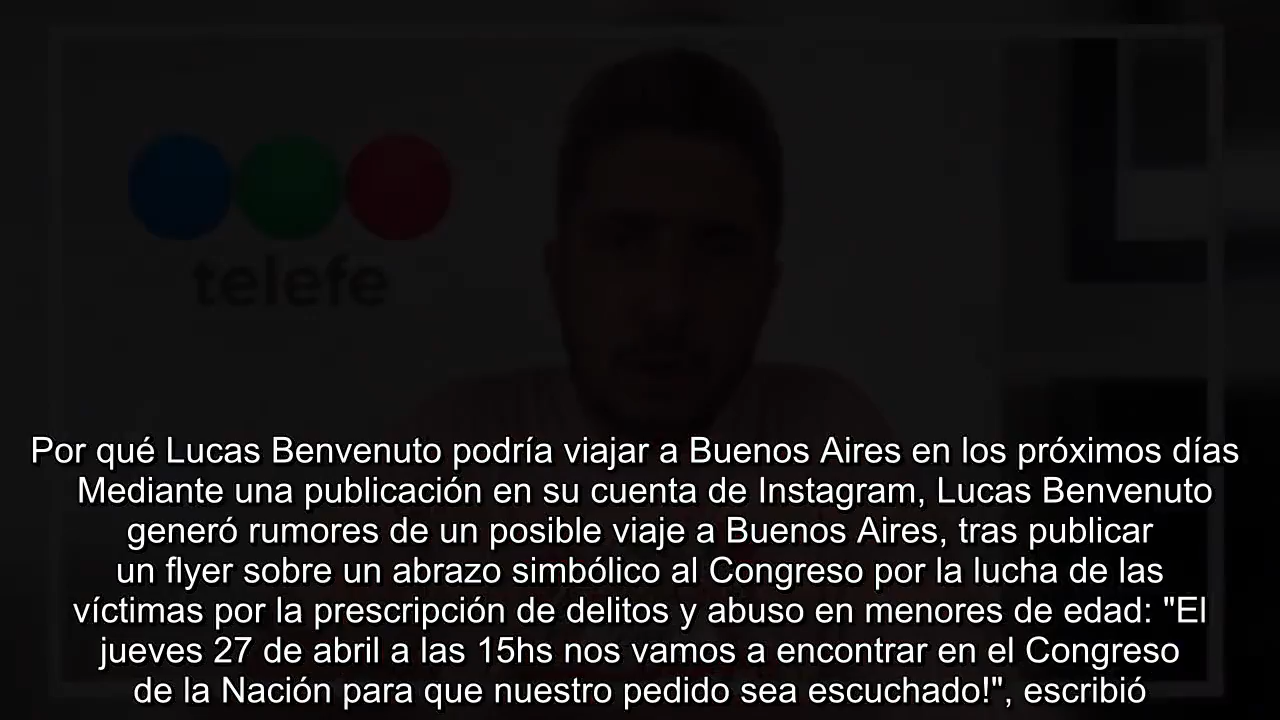 telefe
Por qué Lucas Benvenuto podría viajar a Buenos Aires en los próximos días
Mediante una publicación en su cuenta de Instagram, Lucas Benvenuto
generó rumores de un posible viaje a Buenos Aires, tras publicar
un flyer sobre un abrazo simbólico al Congreso por la lucha de las
víctimas por la prescripción de delitos y abuso en menores de edad: "El
jueves 27 de abril a las 15hs nos vamos a encontrar en el Congreso
de la Nación para que nuestro pedido sea escuchado!", escribió